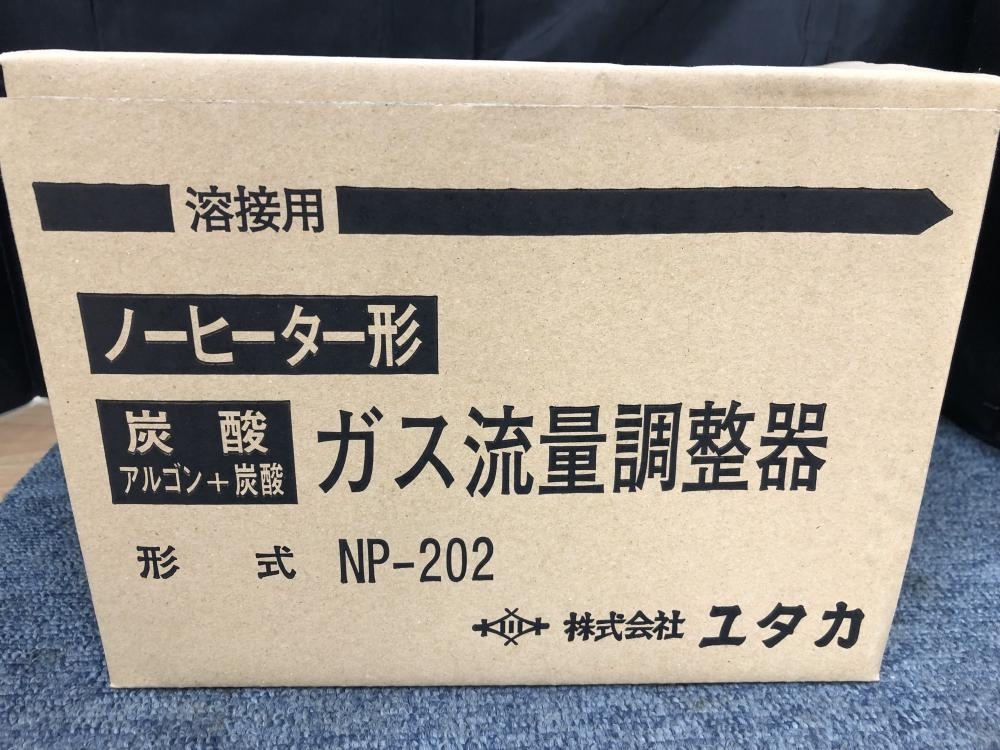 溶接用
ノーヒーター形
炭酸
アルゴン+炭酸
ガス流量調整器
形式 NP-202
株式会社 ユタカ